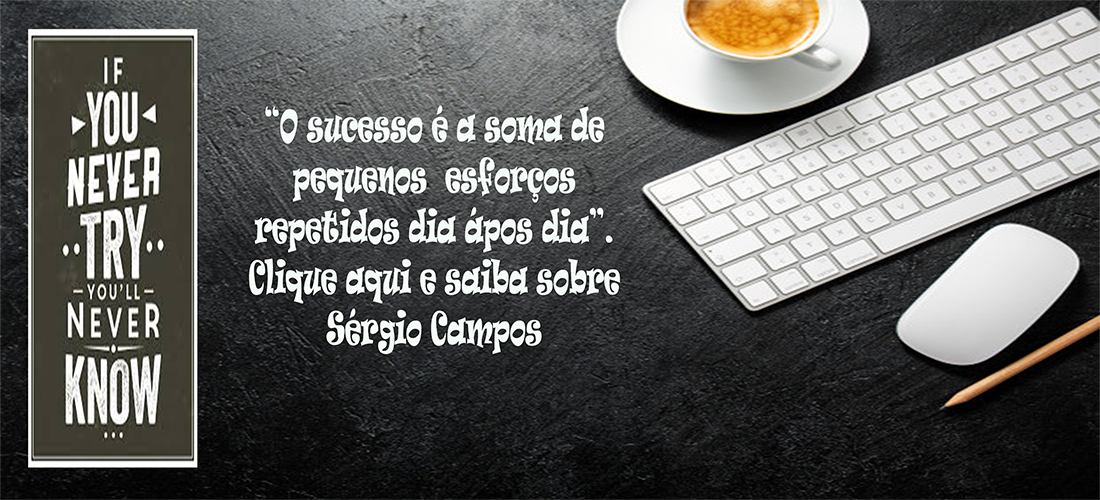 IF
YOU
NEVER
TRY
YOU'LL
NEVER
KNOW
...
“O sucesso é a soma de
pequenos esforços
repetidos dia ápos dia”.
Clique aqui e saiba sobre
Sérgio Campos